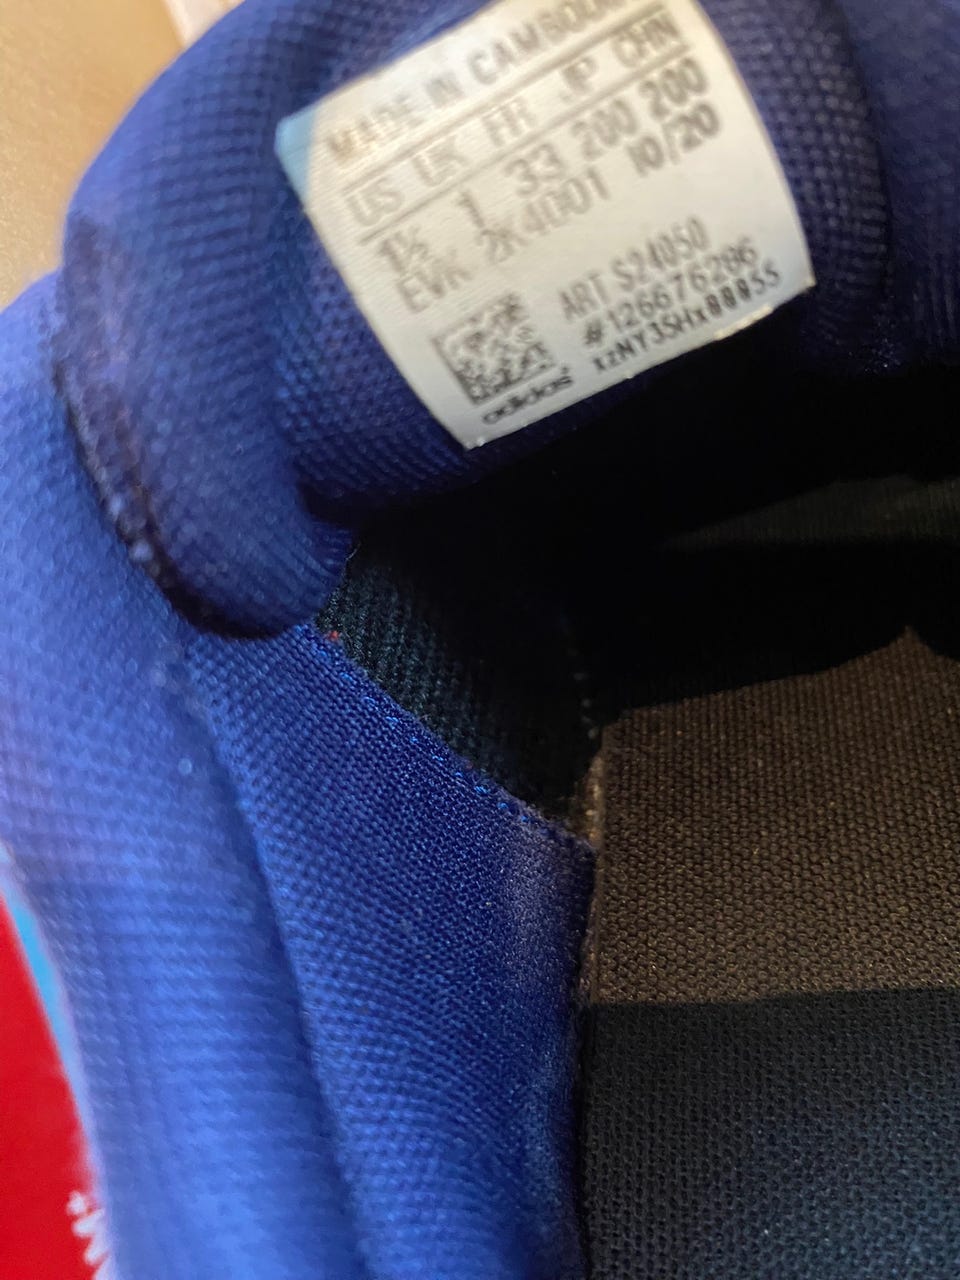 MADE IN CAMBODIA
US UK FR JP CHN
1½ 1 33 200 200
EVK 2K4001 10/20
ART S24050
#126676286
adidas